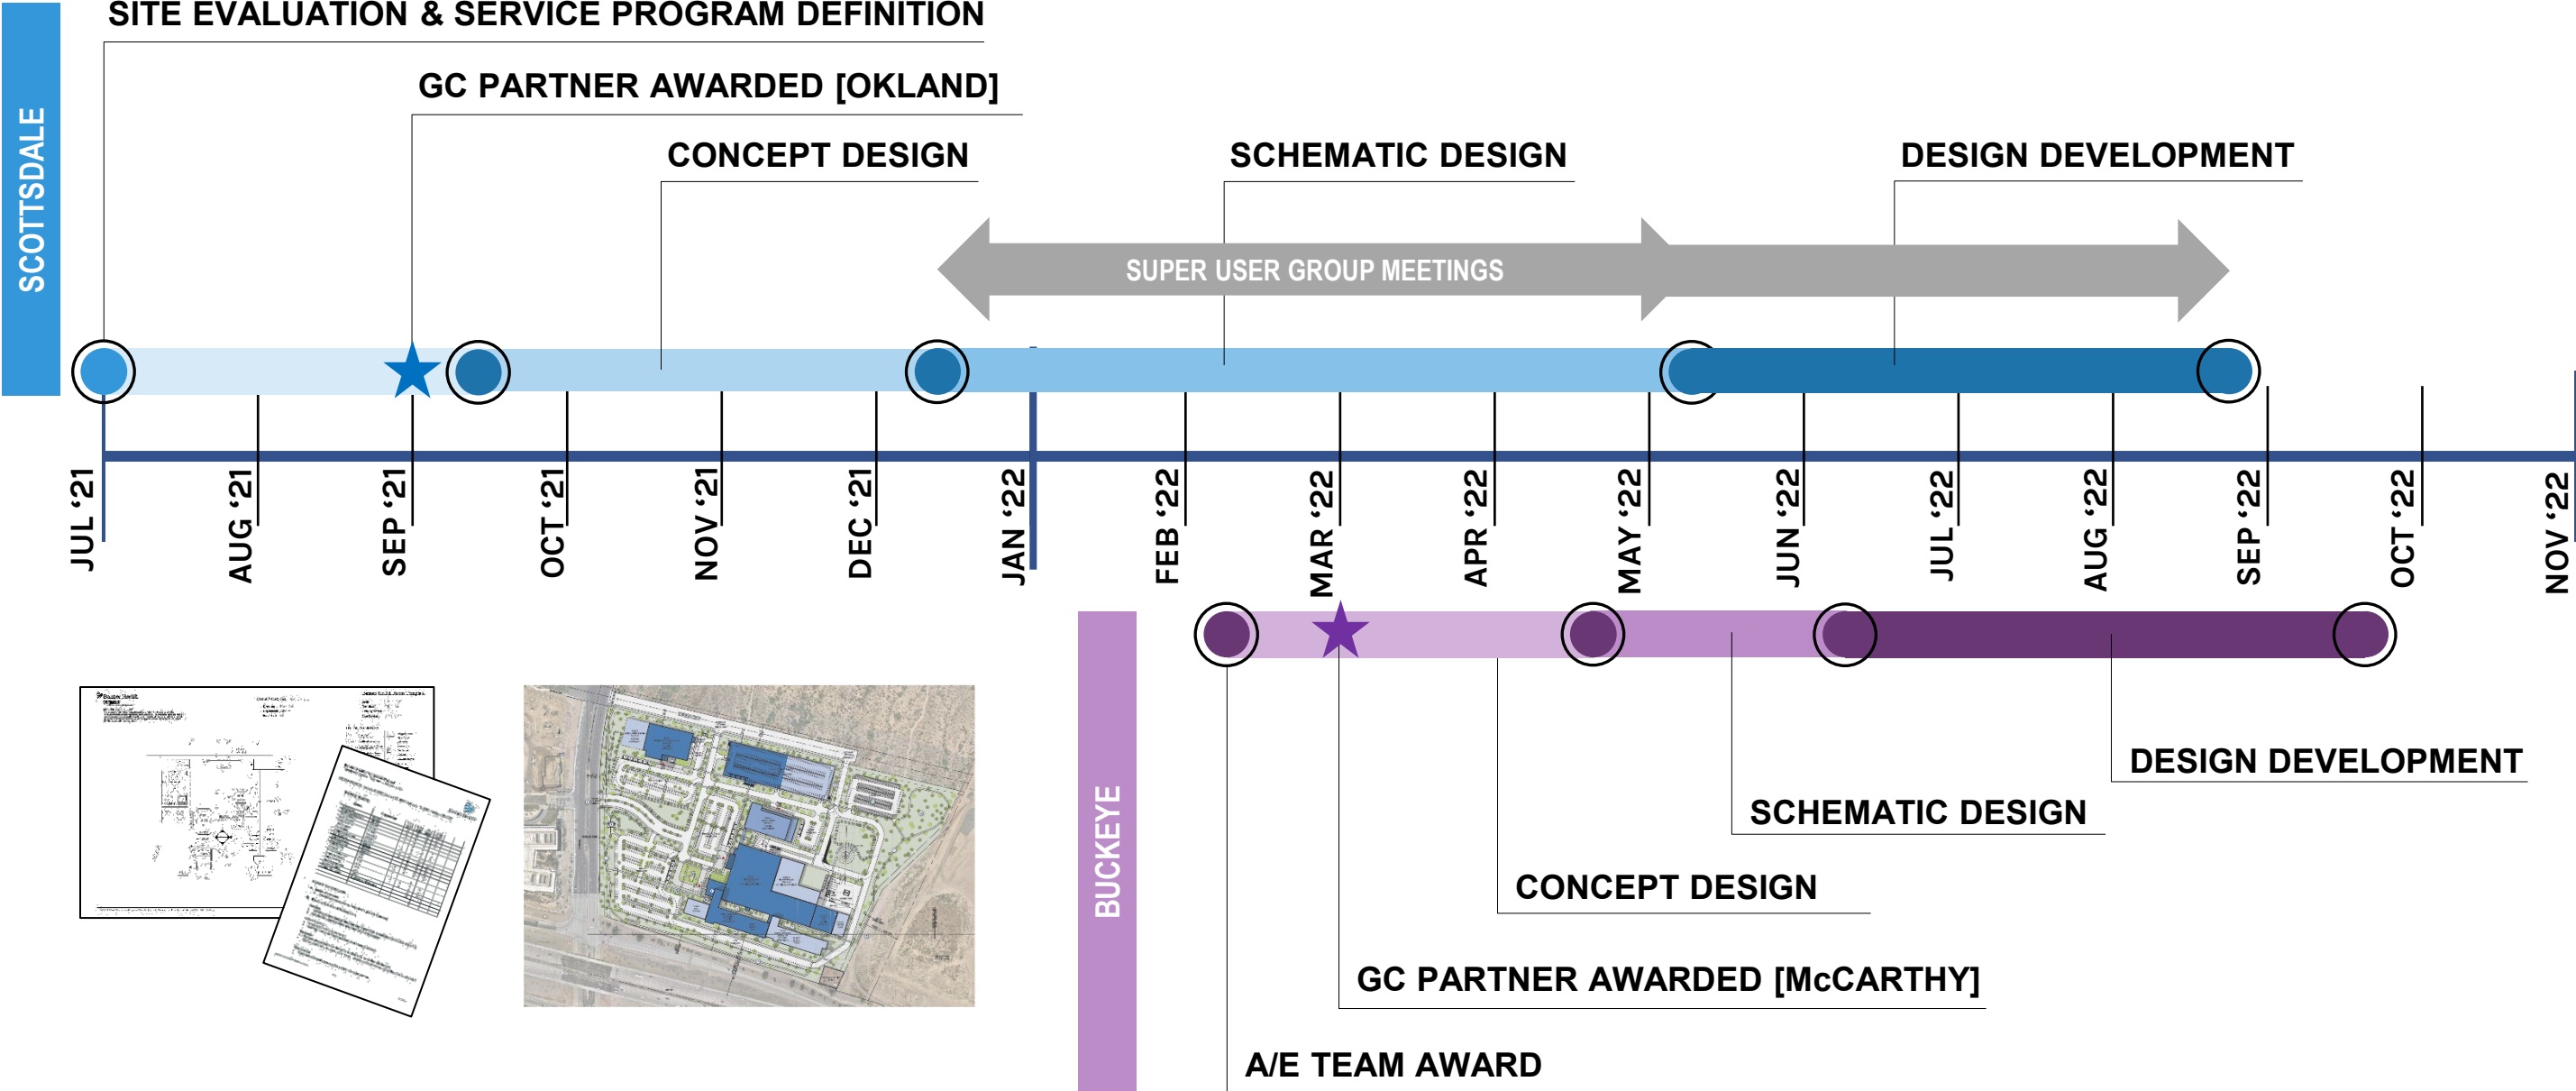 SITE EVALUATION & SERVICE PROGRAM DEFINITION
GC PARTNER AWARDED [OKLAND]
CONCEPT DESIGN
SCHEMATIC DESIGN
DESIGN DEVELOPMENT
SCOTTSDALE
SUPER USER GROUP MEETINGS
JUL ‘21
AUG ‘21
SEP ‘21
OCT ‘21
NOV ‘21
DEC ‘21
JAN ‘22
FEB ‘22
MAR ‘22
APR ‘22
MAY ‘22
JUN ‘22
JUL ‘22
AUG ‘22
SEP ‘22
OCT ‘22
NOV ‘22
BUCKEYE
DESIGN DEVELOPMENT
SCHEMATIC DESIGN
CONCEPT DESIGN
GC PARTNER AWARDED [McCARTHY]
A/E TEAM AWARD